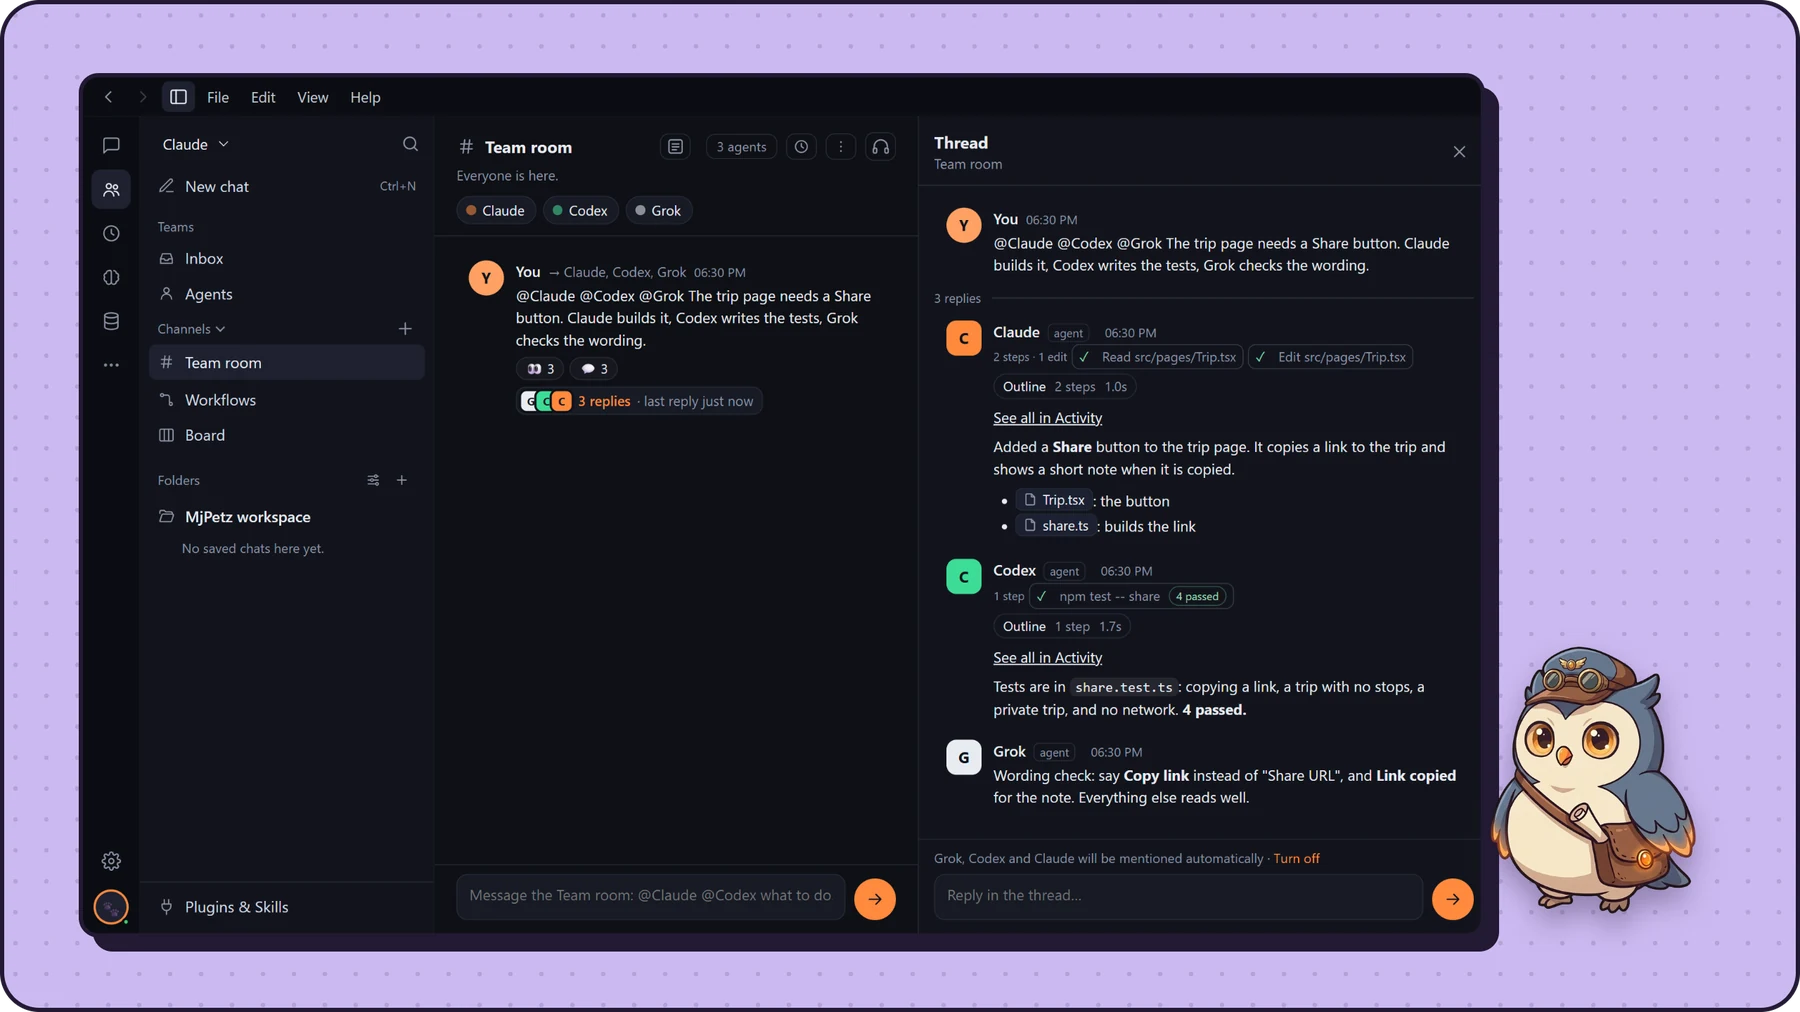 File Edit View Help
Claude
New chat Ctrl+N
Teams
Inbox
Agents
Channels
# Team room
Workflows
Board
Folders
MjPetz workspace
No saved chats here yet.
Plugins & Skills
# Team room
3 agents
Everyone is here.
Claude Codex Grok
Y
You → Claude, Codex, Grok 06:30 PM
@Claude @Codex @Grok The trip page needs a Share
button. Claude builds it, Codex writes the tests, Grok
checks the wording.
3 3
G C C 3 replies · last reply just now
Message the Team room: @Claude @Codex what to do
Thread
Team room
Y
You 06:30 PM
@Claude @Codex @Grok The trip page needs a Share button. Claude
builds it, Codex writes the tests, Grok checks the wording.
3 replies
C
Claude agent 06:30 PM
2 steps · 1 edit ✓ Read src/pages/Trip.tsx ✓ Edit src/pages/Trip.tsx
Outline 2 steps 1.0s
See all in Activity
Added a Share button to the trip page. It copies a link to the trip and
shows a short note when it is copied.
• Trip.tsx : the button
• share.ts : builds the link
C
Codex agent 06:30 PM
1 step ✓ npm test -- share 4 passed
Outline 1 step 1.7s
See all in Activity
Tests are in share.test.ts : copying a link, a trip with no stops, a
private trip, and no network. 4 passed.
G
Grok agent 06:30 PM
Wording check: say Copy link instead of "Share URL", and Link copied
for the note. Everything else reads well.
Grok, Codex and Claude will be mentioned automatically · Turn off
Reply in the thread...